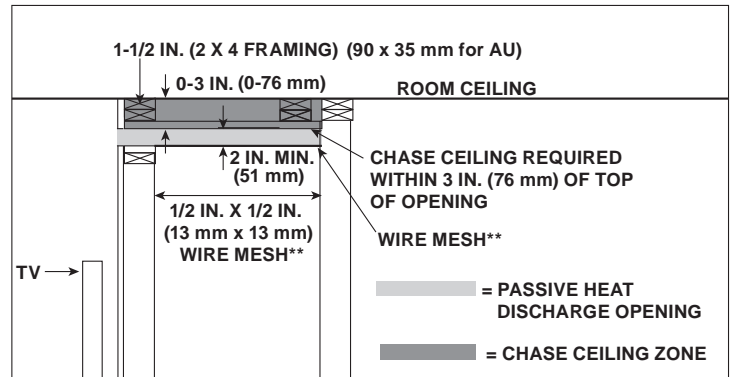 1-1/2 IN. (2 X 4 FRAMING) (90 x 35 mm for AU)
0-3 IN. (0-76 mm)
ROOM CEILING
2 IN. MIN.
(51 mm)
CHASE CEILING REQUIRED
WITHIN 3 IN. (76 mm) OF TOP
OF OPENING
1/2 IN. X 1/2 IN.
(13 mm x 13 mm)
WIRE MESH**
WIRE MESH**
TV
= PASSIVE HEAT
DISCHARGE OPENING
= CHASE CEILING ZONE